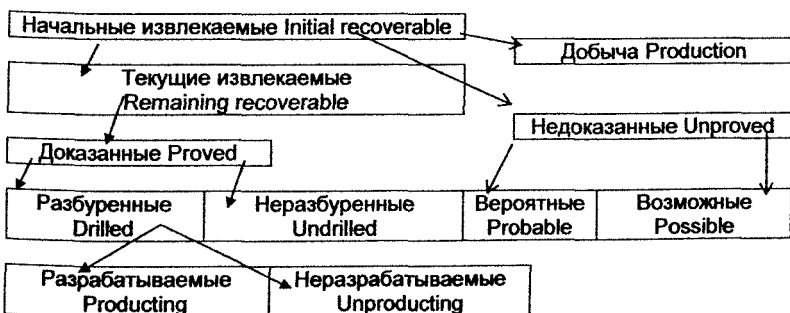 Начальные извлекаемые Initial recoverable
Добыча Production
Текущие извлекаемые
Remaining recoverable
Недоказанные Unproved
Доказанные Proved
Разбуренные
Drilled
Неразбуренные
Undrilled
Вероятные
Probable
Возможные
Possible
Разрабатываемые
Producting
Неразрабатываемые
Unproducting